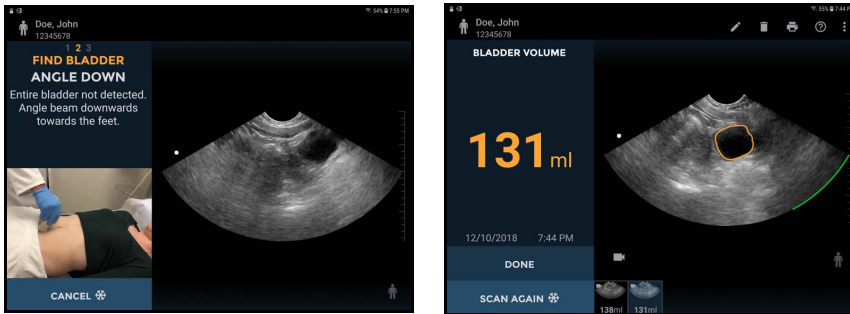 54% 7:55 PM
Doe, John
12345678
1 2 3
FIND BLADDER
ANGLE DOWN
Entire bladder not detected.
Angle beam downwards
towards the feet.
CANCEL
55% 7:44 P
Doe, John
12345678
BLADDER VOLUME
131 ml
12/10/2018 7:44 PM
DONE
SCAN AGAIN
138ml 131ml